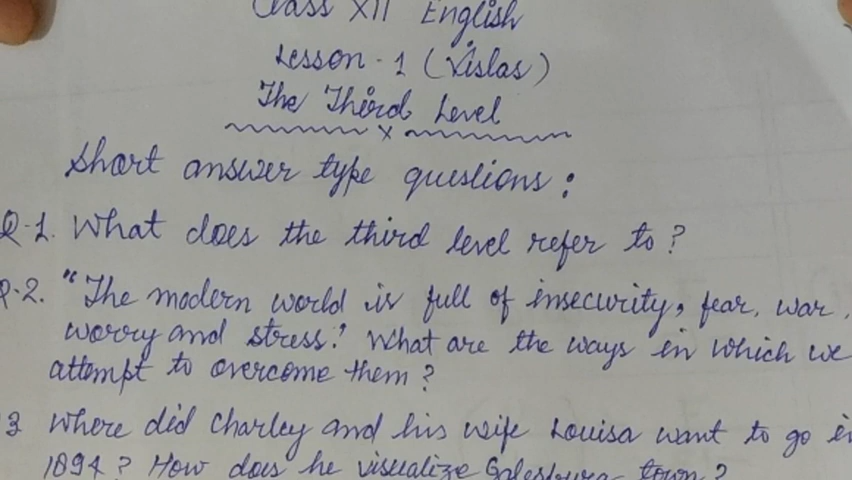 Class XII English
Lesson - 1 (Vislas)
The Third Level
x
Short answer type questions :
Q-1. What does the third level refer to ?
Q-2. "The modern world is full of insecurity, fear, war,
worry and stress." What are the ways in which we
attempt to overcome them ?
3 Where did Charley and his wife Louisa want to go in
1894 ? How does he visualize Galesburg town ?